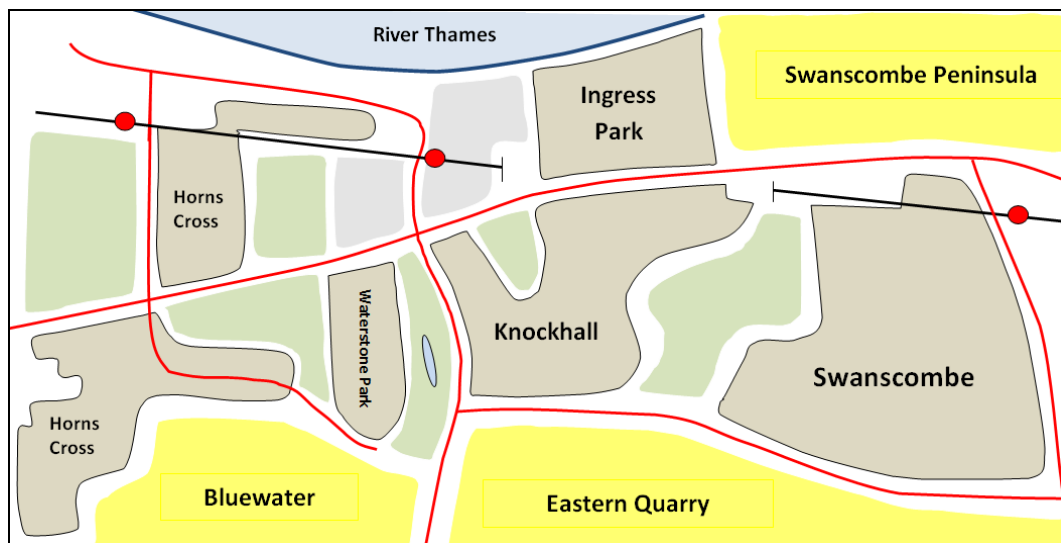 River Thames
Swanscombe Peninsula
Ingress
Park
Horns
Cross
Waterstone Park
Knockhall
Swanscombe
Horns
Cross
Bluewater
Eastern Quarry